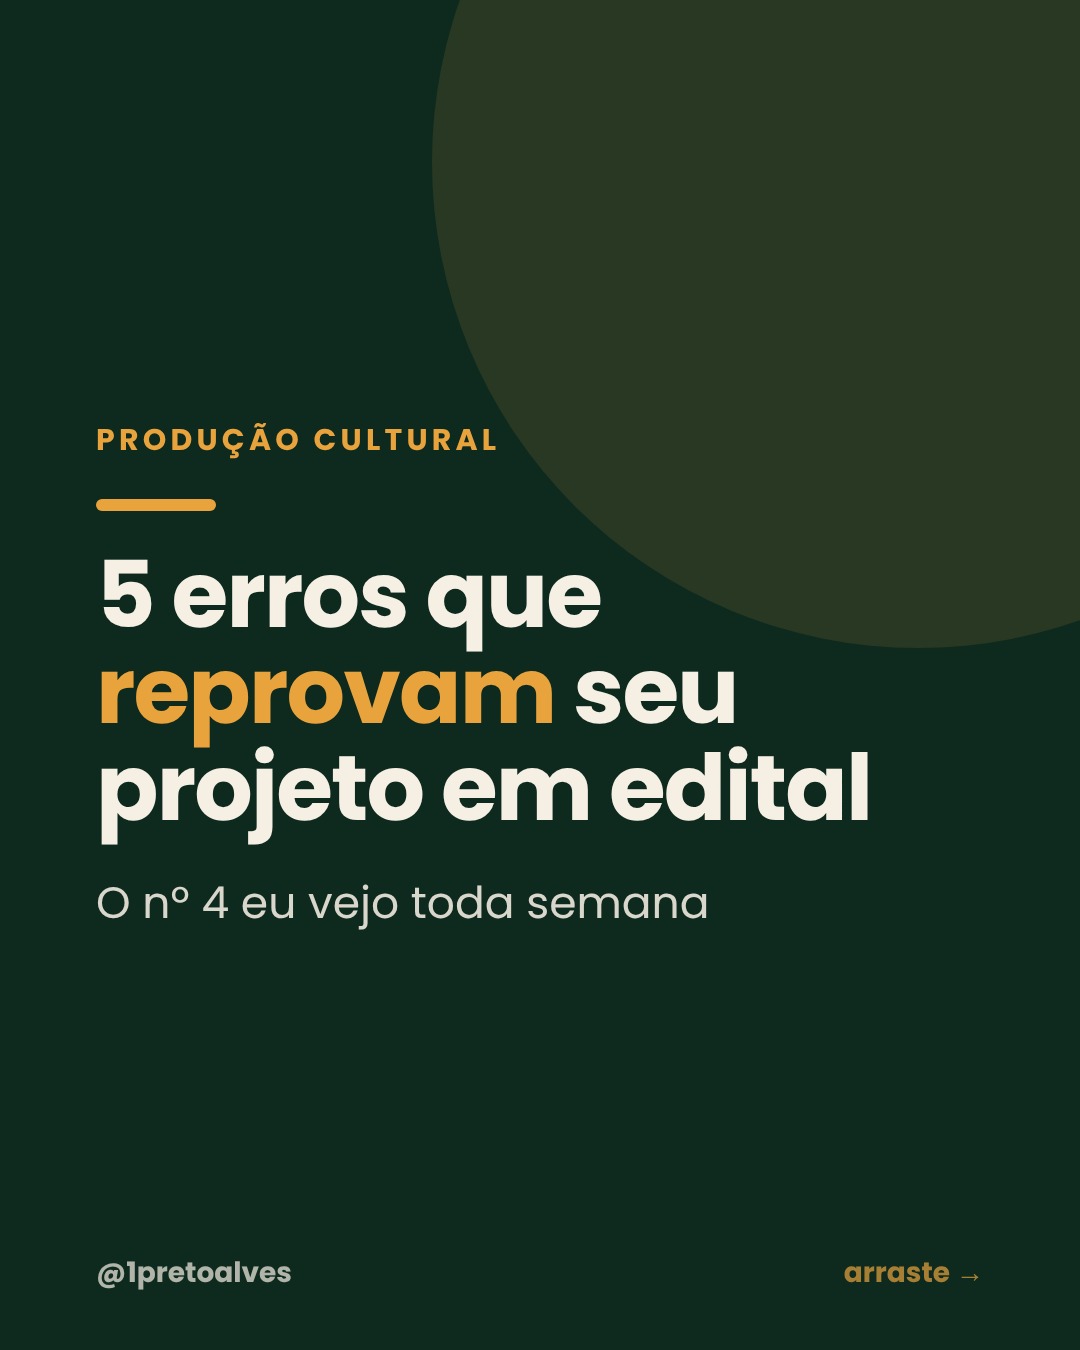 PRODUÇÃO CULTURAL
5 erros que
reprovam seu
projeto em edital
O nº 4 eu vejo toda semana
@1pretoalves
arraste →